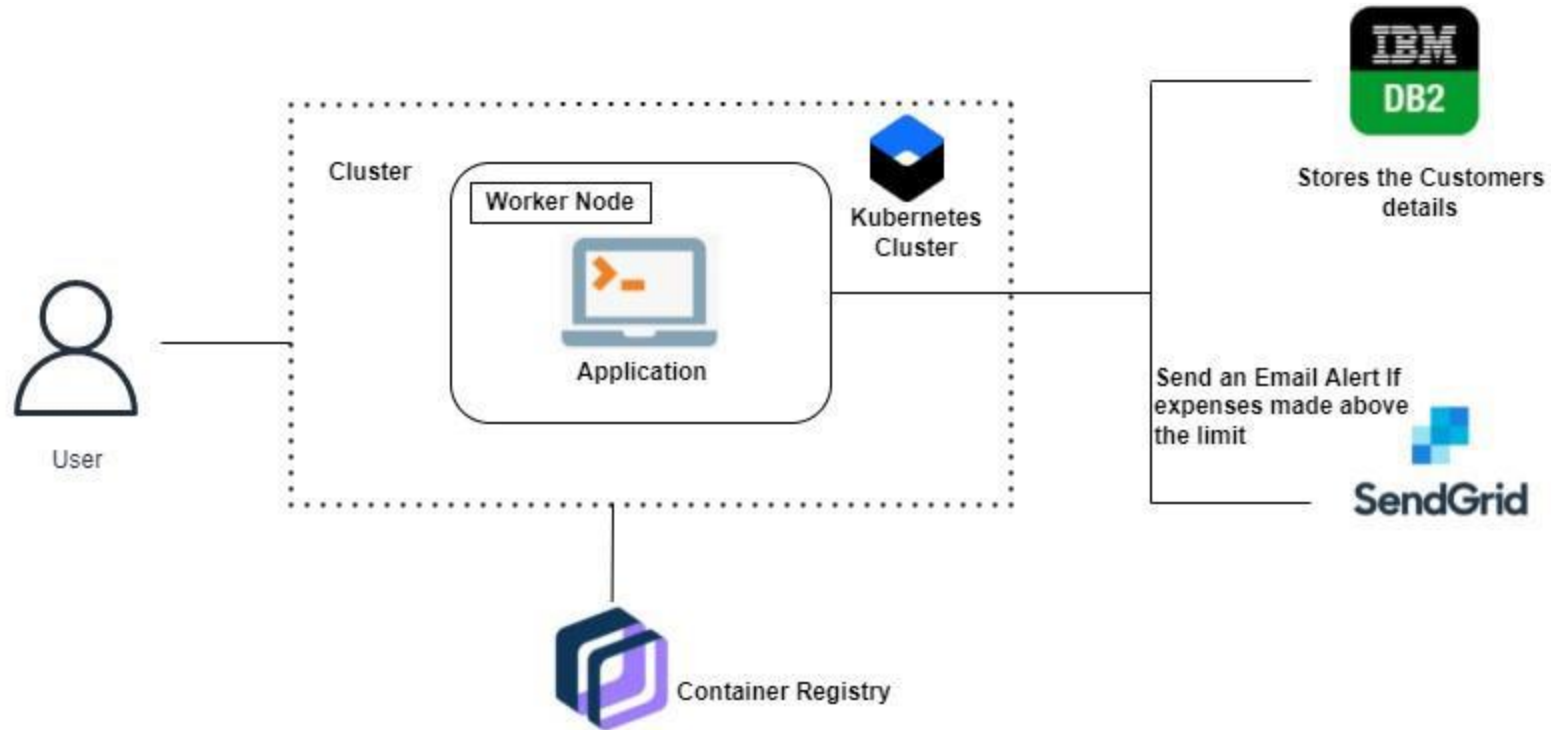 IBM
DB2
Stores the Customers
details
Cluster
Worker Node
Kubernetes
Cluster
Application
User
Send an Email Alert If
expenses made above
the limit
SendGrid
Container Registry